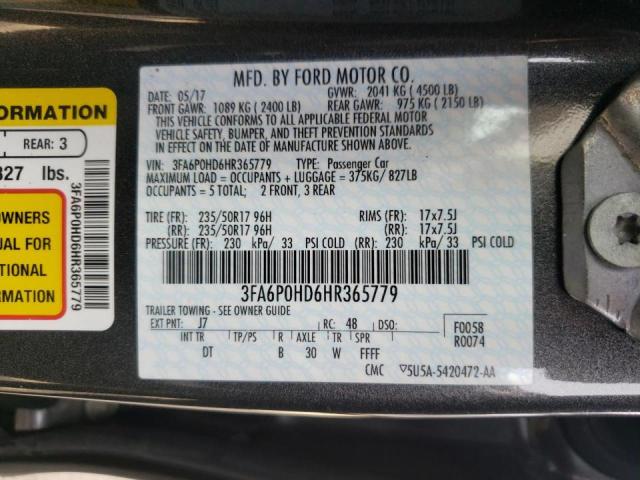 ORMATION
REAR: 3
827 lbs.
OWNERS
UAL FOR
TIONAL
ORMATION
3FA6P0HD6HR365779
MFD. BY FORD MOTOR CO.
DATE: 05/17 GVWR: 2041 KG ( 4500 LB)
FRONT GAWR: 1089 KG ( 2400 LB) REAR GAWR: 975 KG ( 2150 LB)
THIS VEHICLE CONFORMS TO ALL APPLICABLE FEDERAL MOTOR
VEHICLE SAFETY, BUMPER, AND THEFT PREVENTION STANDARDS
IN EFFECT ON THE DATE OF MANUFACTURE SHOWN ABOVE.
VIN: 3FA6P0HD6HR365779 TYPE: Passenger Car
MAXIMUM LOAD = OCCUPANTS + LUGGAGE = 375KG/ 827LB
OCCUPANTS = 5 TOTAL; 2 FRONT, 3 REAR
TIRE (FR): 235/50R17 96H RIMS (FR): 17x7.5J
(RR): 235/50R17 96H (RR): 17x7.5J
PRESSURE (FR): 230 kPa/ 33 PSI COLD (RR): 230 kPa/ 33 PSI COLD
3FA6P0HD6HR365779
TRAILER TOWING - SEE OWNER GUIDE
EXT PNT: J7 RC: 48 DSO: F0058
INT TR TP/PS R AXLE TR SPR R0074
DT B 30 W FFFF
CMC ▽5U5A-5420472-AA